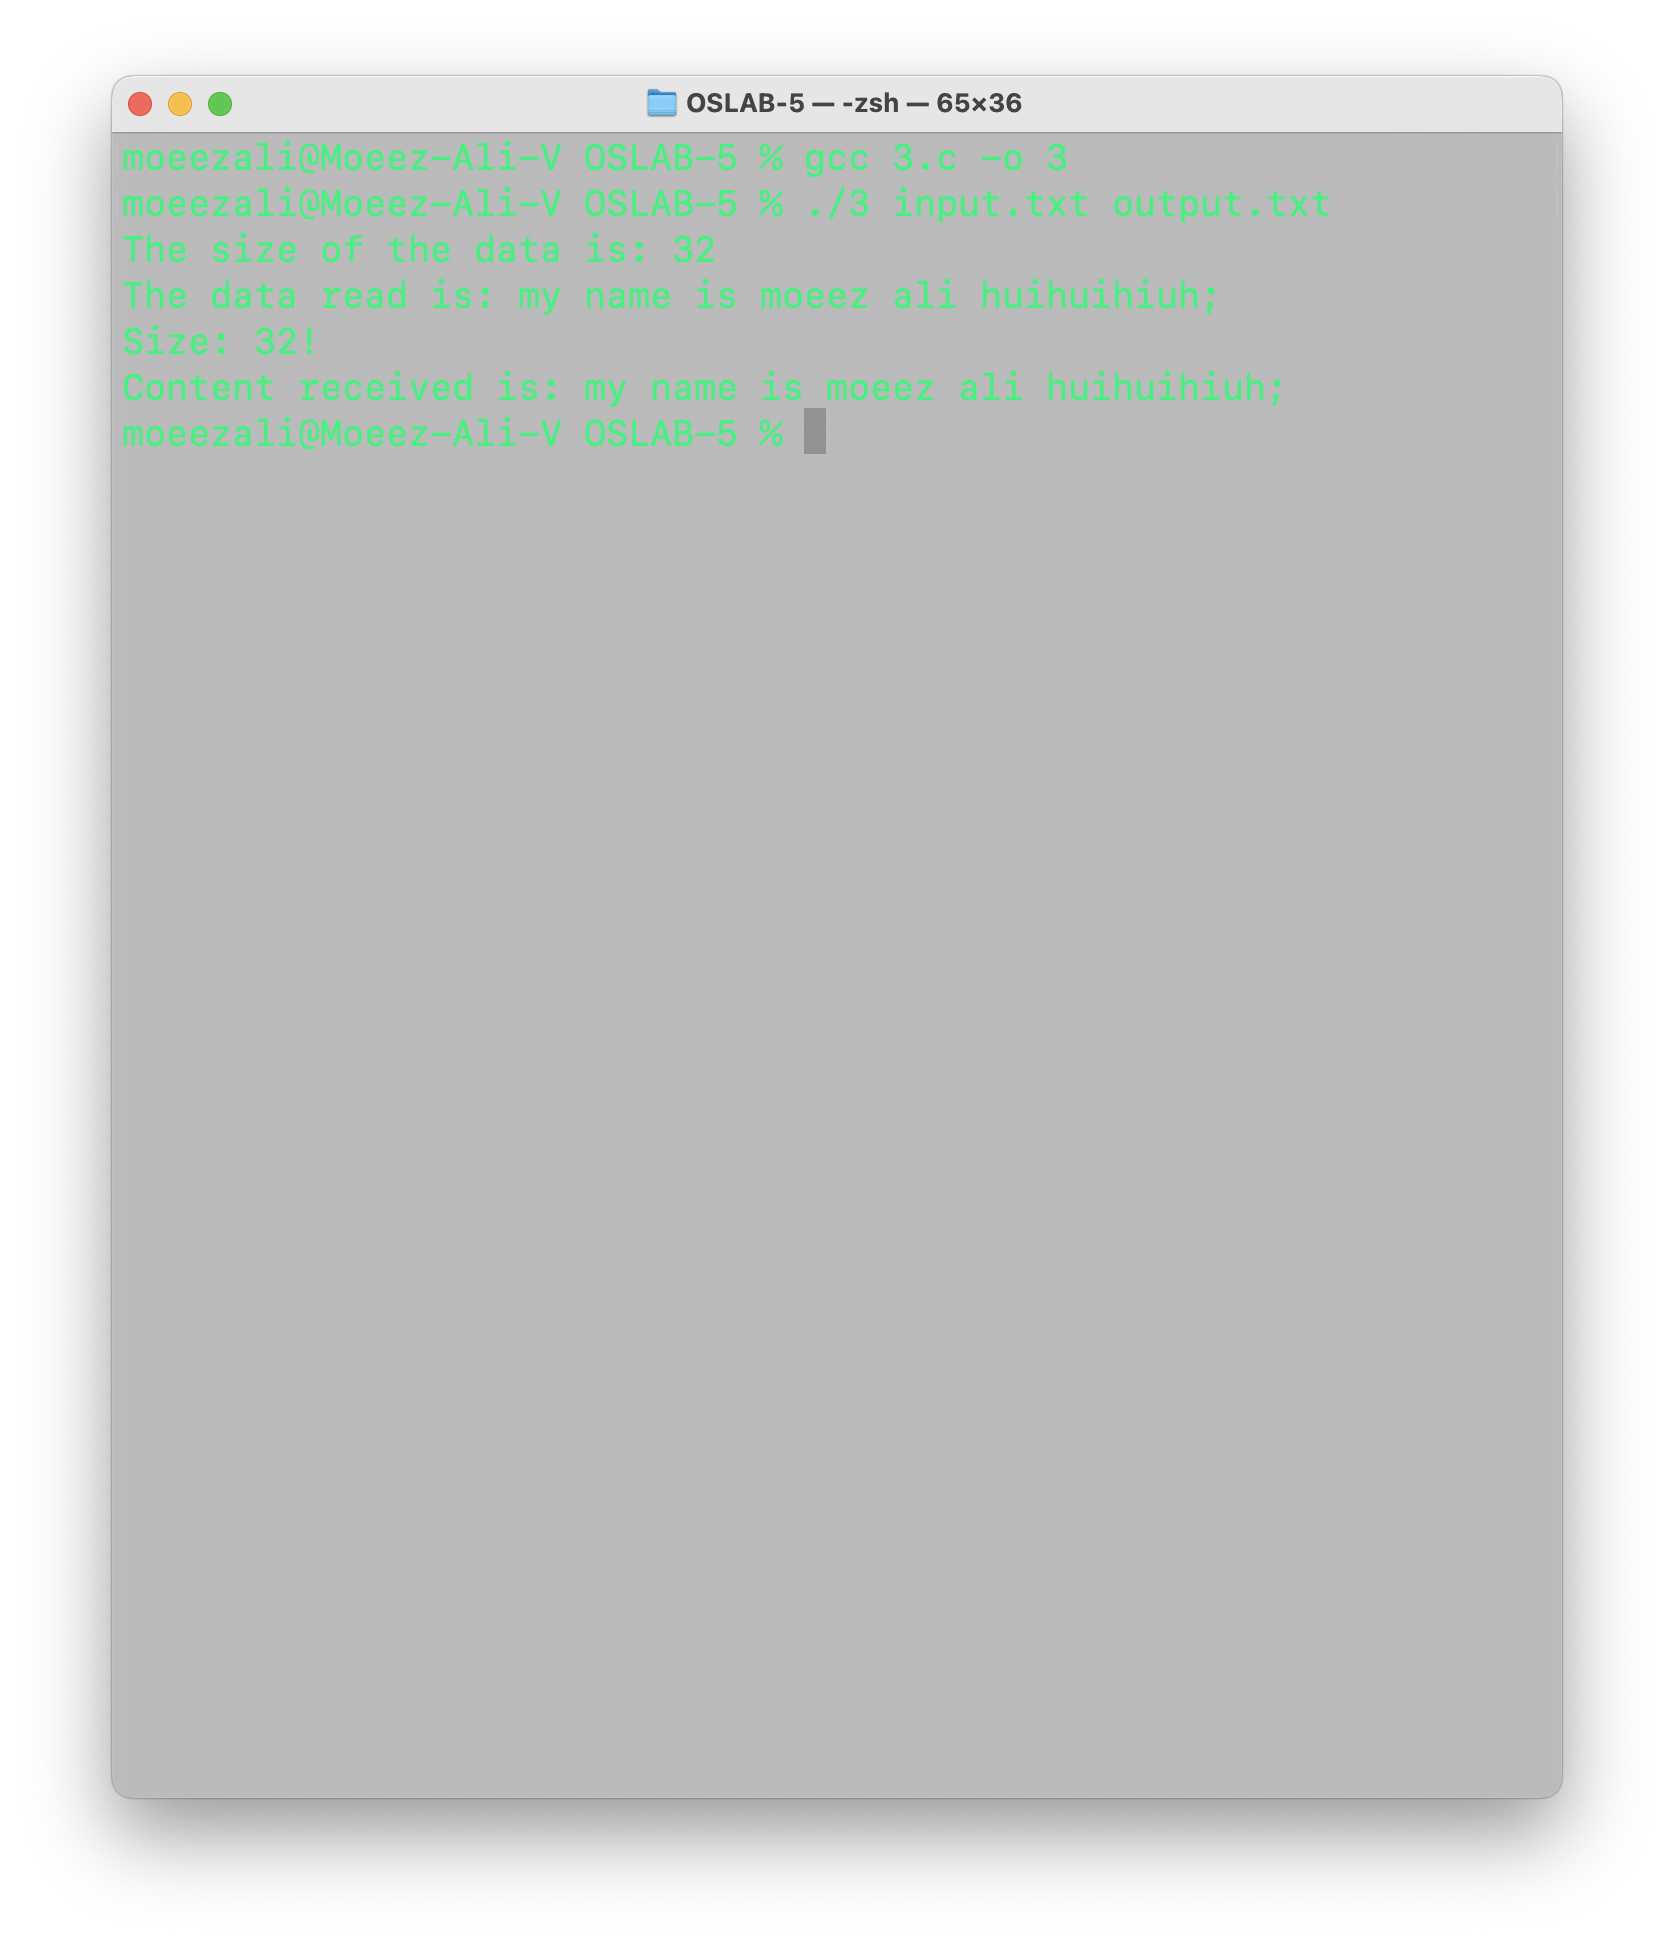 OSLAB-5 — -zsh — 65×36
moeezali@Moeez-Ali-V OSLAB-5 % gcc 3.c -o 3
moeezali@Moeez-Ali-V OSLAB-5 % ./3 input.txt output.txt
The size of the data is: 32
The data read is: my name is moeez ali huihuihiuh;
Size: 32!
Content received is: my name is moeez ali huihuihiuh;
moeezali@Moeez-Ali-V OSLAB-5 %